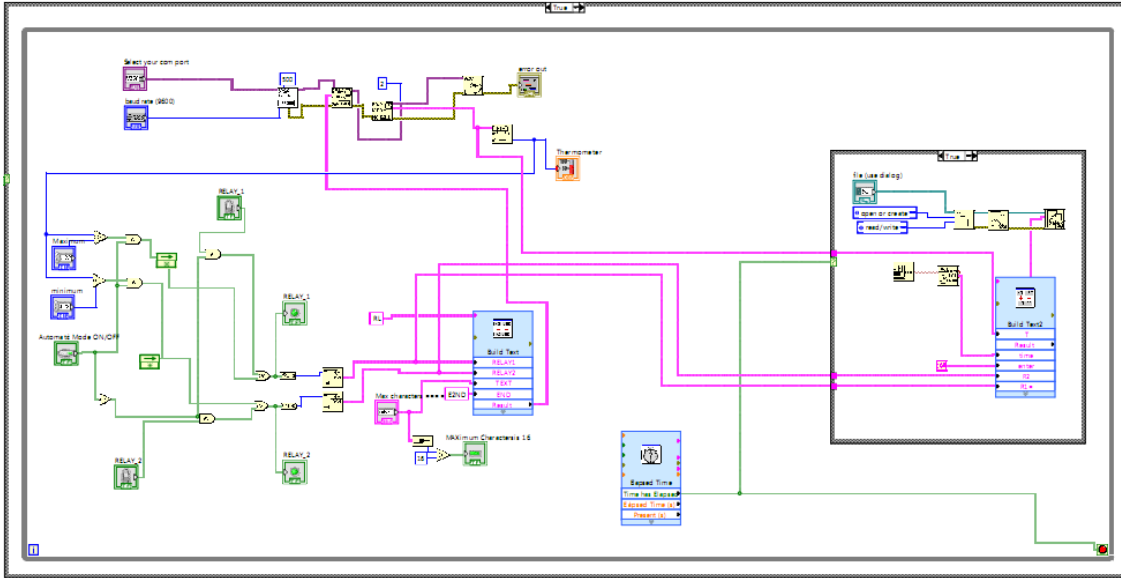 True
Select your com port
500
2
error out
baud rate (9600)
Thermometer
True
file (use dialog)
open or create
read/write
RELAY_1
Maximum
minimum
RELAY_1
Automatic Mode ON/OFF
RL
Build Text
RELAY1
RELAY2
TEXT
END
Result
Max characters
E2ND
Build Text2
T
Result
time
enter
R2
R1
MAXimum Charactersia 16
16
RELAY_2
RELAY_2
Elapsed Time
Time has Elapsed
Elapsed Time (s)
Present (s)
i